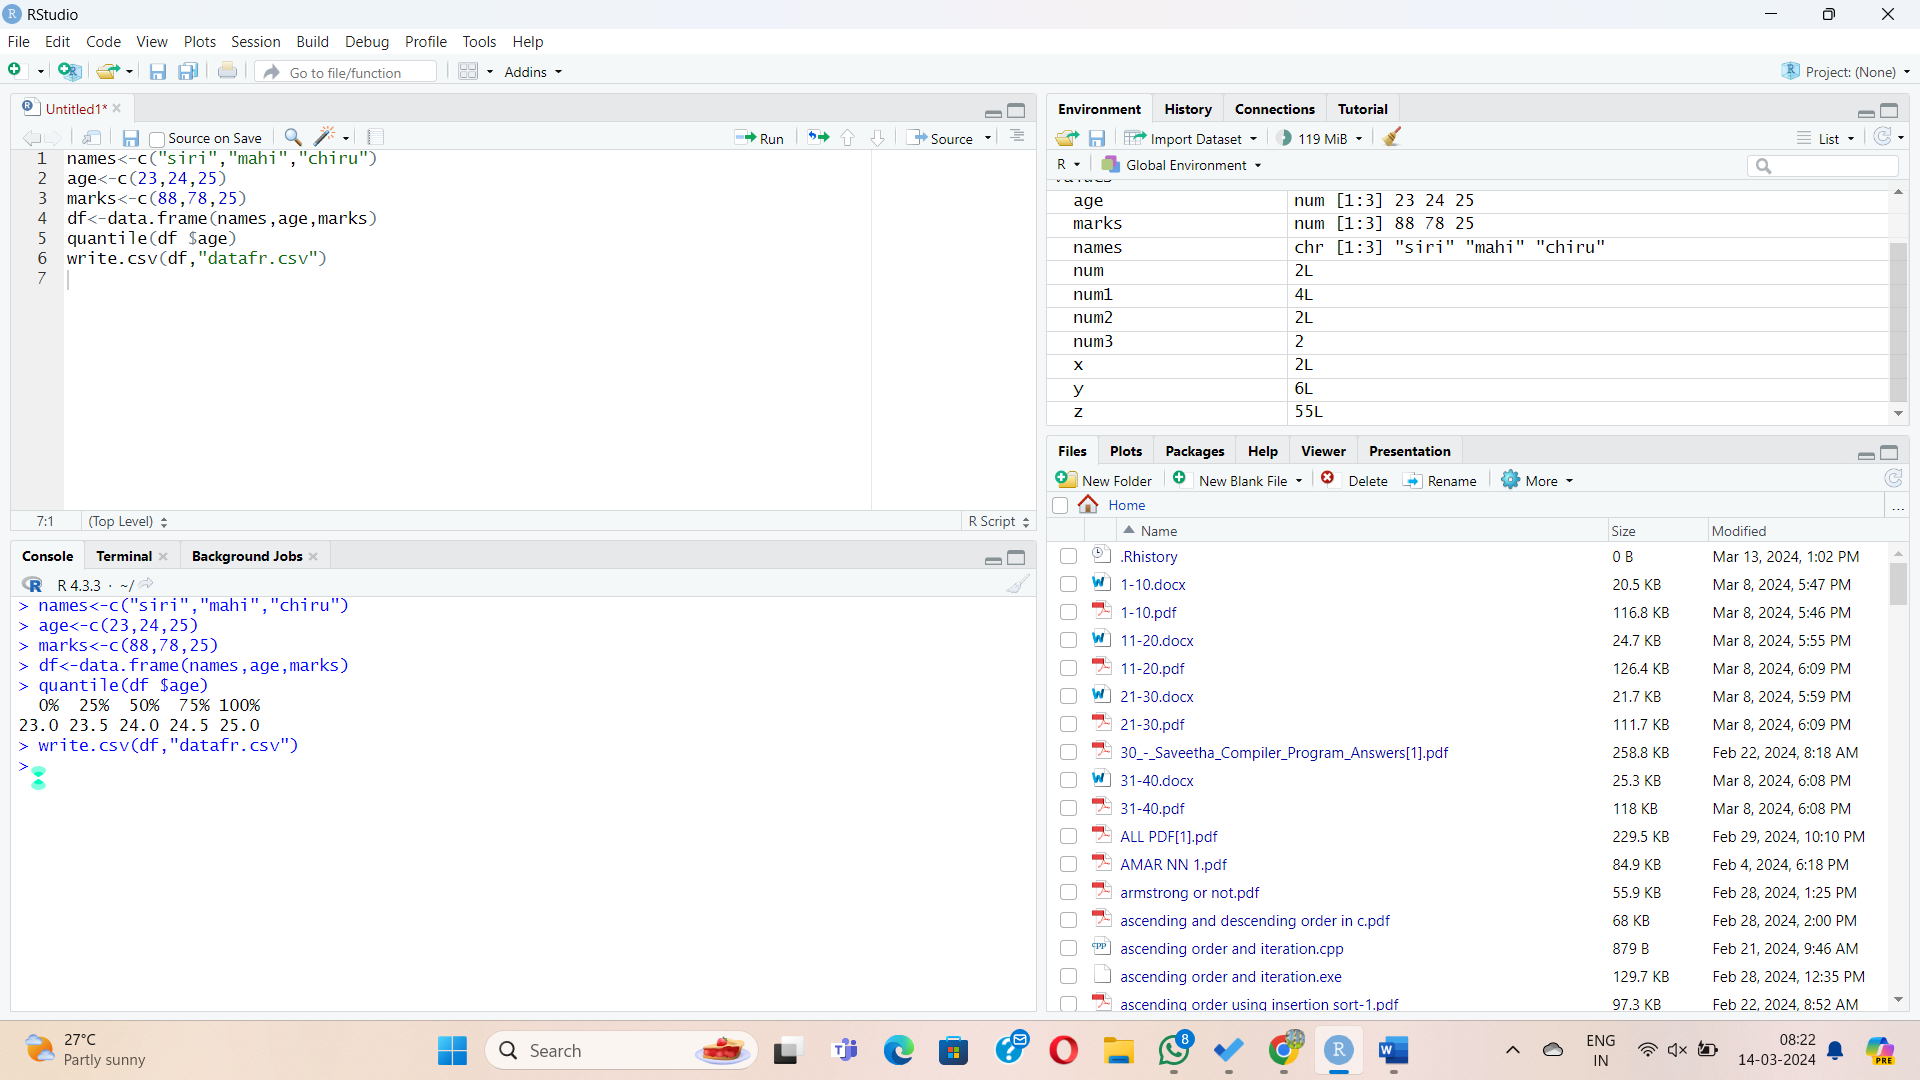 RStudio
File Edit Code View Plots Session Build Debug Profile Tools Help
Go to file/function Addins Project: (None)
Untitled1*
Source on Save Run Source
1 names<-c("siri","mahi","chiru")
2 age<-c(23,24,25)
3 marks<-c(88,78,25)
4 df<-data.frame(names,age,marks)
5 quantile(df $age)
6 write.csv(df,"datafr.csv")
7
7:1 (Top Level) R Script
Console Terminal Background Jobs
R 4.3.3 · ~/
> names<-c("siri","mahi","chiru")
> age<-c(23,24,25)
> marks<-c(88,78,25)
> df<-data.frame(names,age,marks)
> quantile(df $age)
0% 25% 50% 75% 100%
23.0 23.5 24.0 24.5 25.0
> write.csv(df,"datafr.csv")
>
Environment History Connections Tutorial
Import Dataset 119 MiB List
R Global Environment
age num [1:3] 23 24 25
marks num [1:3] 88 78 25
names chr [1:3] "siri" "mahi" "chiru"
num 2L
num1 4L
num2 2L
num3 2
x 2L
y 6L
z 55L
Files Plots Packages Help Viewer Presentation
New Folder New Blank File Delete Rename More
Home ...
Name Size Modified
.Rhistory 0 B Mar 13, 2024, 1:02 PM
1-10.docx 20.5 KB Mar 8, 2024, 5:47 PM
1-10.pdf 116.8 KB Mar 8, 2024, 5:46 PM
11-20.docx 24.7 KB Mar 8, 2024, 5:55 PM
11-20.pdf 126.4 KB Mar 8, 2024, 6:09 PM
21-30.docx 21.7 KB Mar 8, 2024, 5:59 PM
21-30.pdf 111.7 KB Mar 8, 2024, 6:09 PM
30_-_Saveetha_Compiler_Program_Answers[1].pdf 258.8 KB Feb 22, 2024, 8:18 AM
31-40.docx 25.3 KB Mar 8, 2024, 6:08 PM
31-40.pdf 118 KB Mar 8, 2024, 6:08 PM
ALL PDF[1].pdf 229.5 KB Feb 29, 2024, 10:10 PM
AMAR NN 1.pdf 84.9 KB Feb 4, 2024, 6:18 PM
armstrong or not.pdf 55.9 KB Feb 28, 2024, 1:25 PM
ascending and descending order in c.pdf 68 KB Feb 28, 2024, 2:00 PM
ascending order and iteration.cpp 879 B Feb 21, 2024, 9:46 AM
ascending order and iteration.exe 129.7 KB Feb 28, 2024, 12:35 PM
ascending order using insertion sort-1.pdf 97.3 KB Feb 22, 2024, 8:52 AM
27°C
Partly sunny
Search
8
ENG
IN
08:22
14-03-2024
PRE